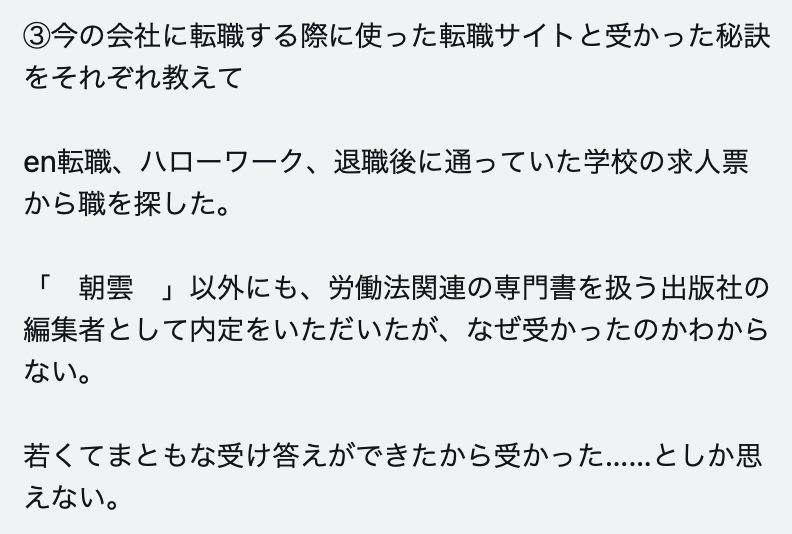 ③今の会社に転職する際に使った転職サイトと受かった秘訣
をそれぞれ教えて
en転職、ハローワーク、退職後に通っていた学校の求人票
から職を探した。
「　朝雲　」以外にも、労働法関連の専門書を扱う出版社の
編集者として内定をいただいたが、なぜ受かったのかわから
ない。
若くてまともな受け答えができたから受かった……としか思
えない。